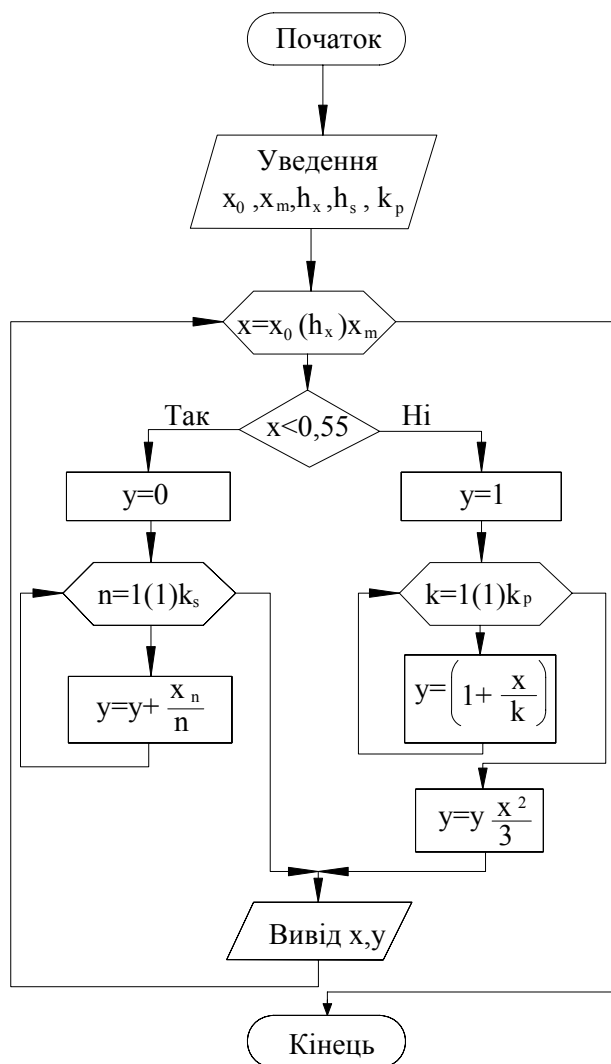 Початок
Уведення
x₀ ,xₘ,hₓ ,hₛ , kₚ
x=x₀ (hₓ )xₘ
Так
x<0,55
Ні
y=0
y=1
n=1(1)kₛ
k=1(1)kₚ
y=y+ xₙ/n
y=(1+ x/k)
y=y x²/3
Вивід x,y
Кінець